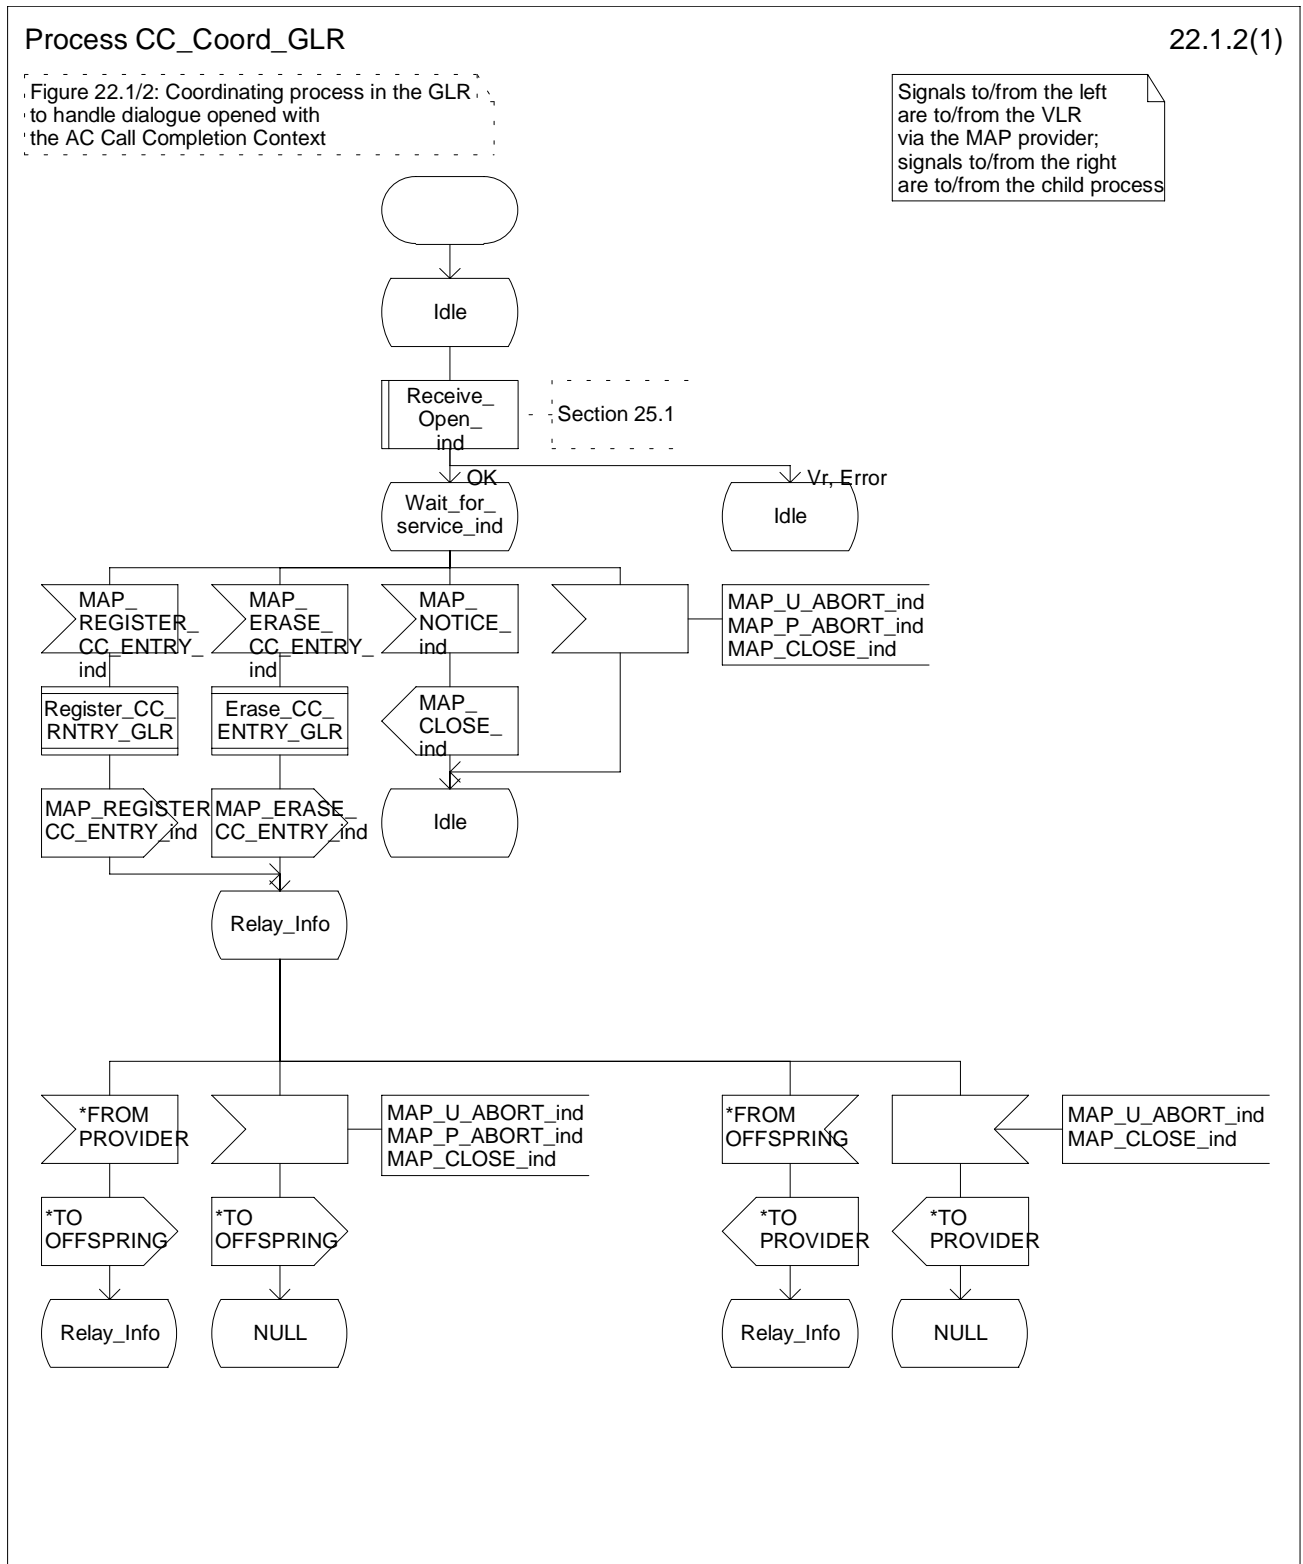 Process CC_Coord_GLR
22.1.2(1)
Figure 22.1/2: Coordinating process in the GLR
to handle dialogue opened with
the AC Call Completion Context
Signals to/from the left
are to/from the VLR
via the MAP provider;
signals to/from the right
are to/from the child process
Idle
Receive_
Open_
ind
Section 25.1
OK
Vr, Error
Wait_for_
service_ind
Idle
MAP_
REGISTER_
CC_ENTRY_
ind
MAP_
ERASE_
CC_ENTRY_
ind
MAP_
NOTICE_
ind
MAP_U_ABORT_ind
MAP_P_ABORT_ind
MAP_CLOSE_ind
Register_CC_
RNTRY_GLR
Erase_CC_
ENTRY_GLR
MAP_
CLOSE_
ind
MAP_REGISTER
CC_ENTRY_ind
MAP_ERASE_
CC_ENTRY_ind
Idle
Relay_Info
*FROM
PROVIDER
MAP_U_ABORT_ind
MAP_P_ABORT_ind
MAP_CLOSE_ind
*FROM
OFFSPRING
MAP_U_ABORT_ind
MAP_CLOSE_ind
*TO
OFFSPRING
*TO
OFFSPRING
*TO
PROVIDER
*TO
PROVIDER
Relay_Info
NULL
Relay_Info
NULL